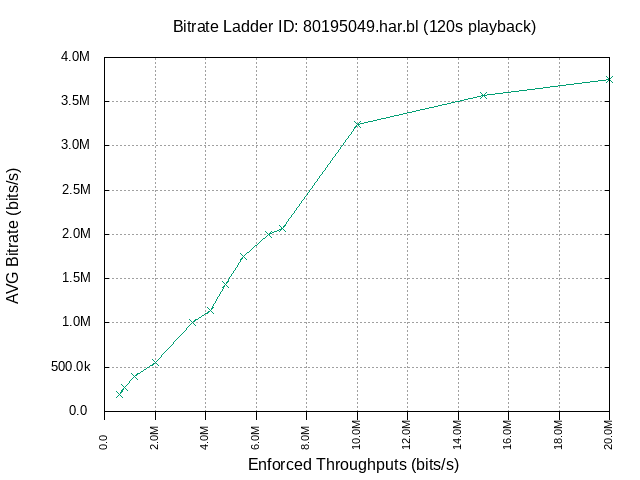 Bitrate Ladder ID: 80195049.har.bl (120s playback)
4.0M
3.5M
3.0M
2.5M
2.0M
1.5M
1.0M
500.0k
0.0
AVG Bitrate (bits/s)
0.0
2.0M
4.0M
6.0M
8.0M
10.0M
12.0M
14.0M
16.0M
18.0M
20.0M
Enforced Throughputs (bits/s)